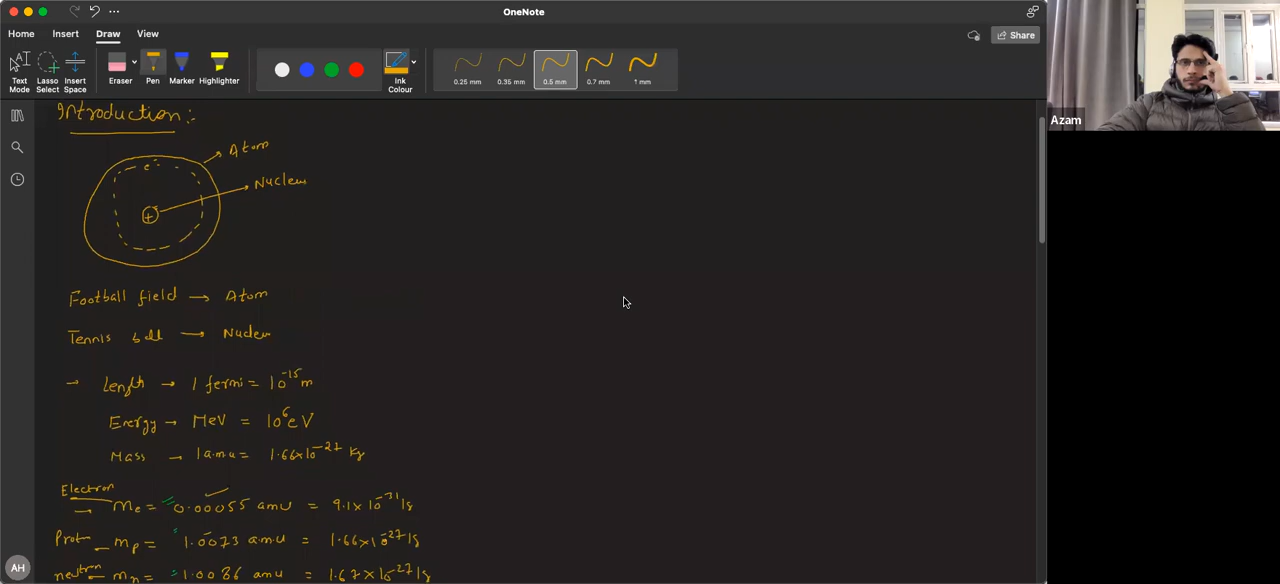 OneNote
Home Insert Draw View
Share
Text Mode
Lasso Select
Insert Space
Eraser
Pen
Marker
Highlighter
Ink Colour
0.25 mm
0.35 mm
0.5 mm
0.7 mm
1 mm
Azam
Introduction :-
Atom
e-
Nucleus
+
Football field → Atom
Tennis ball → Nucleus
→ Length → 1 fermi = 10^-15 m
Energy → MeV = 10^6 eV
Mass → 1 a.m.u = 1.66×10^-27 Kg
Electron
→ me = 0.00055 amu = 9.1×10^-31 kg
Proton – mp = 1.0073 amu = 1.66×10^-27 kg
neutron – mn = 1.0086 amu = 1.67×10^-27 kg
AH